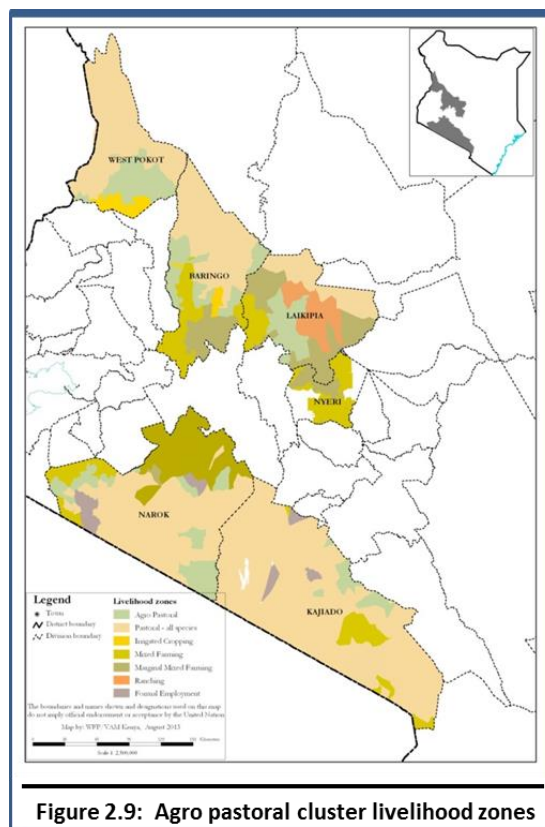 WEST POKOT
BARINGO
LAIKIPIA
NYERI
NAROK
KAJIADO
Legend
Town
District boundary
Division boundary
Livelihood zones
Agro Pastoral
Pastoral - all species
Irrigated Cropping
Mixed Farming
Marginal Mixed Farming
Ranching
Formal Employment
The boundaries and names shown and designations used on this map
do not imply official endorsement or acceptance by the United Nation
Map by: WFP/VAM Kenya, August 2013
Figure 2.9: Agro pastoral cluster livelihood zones